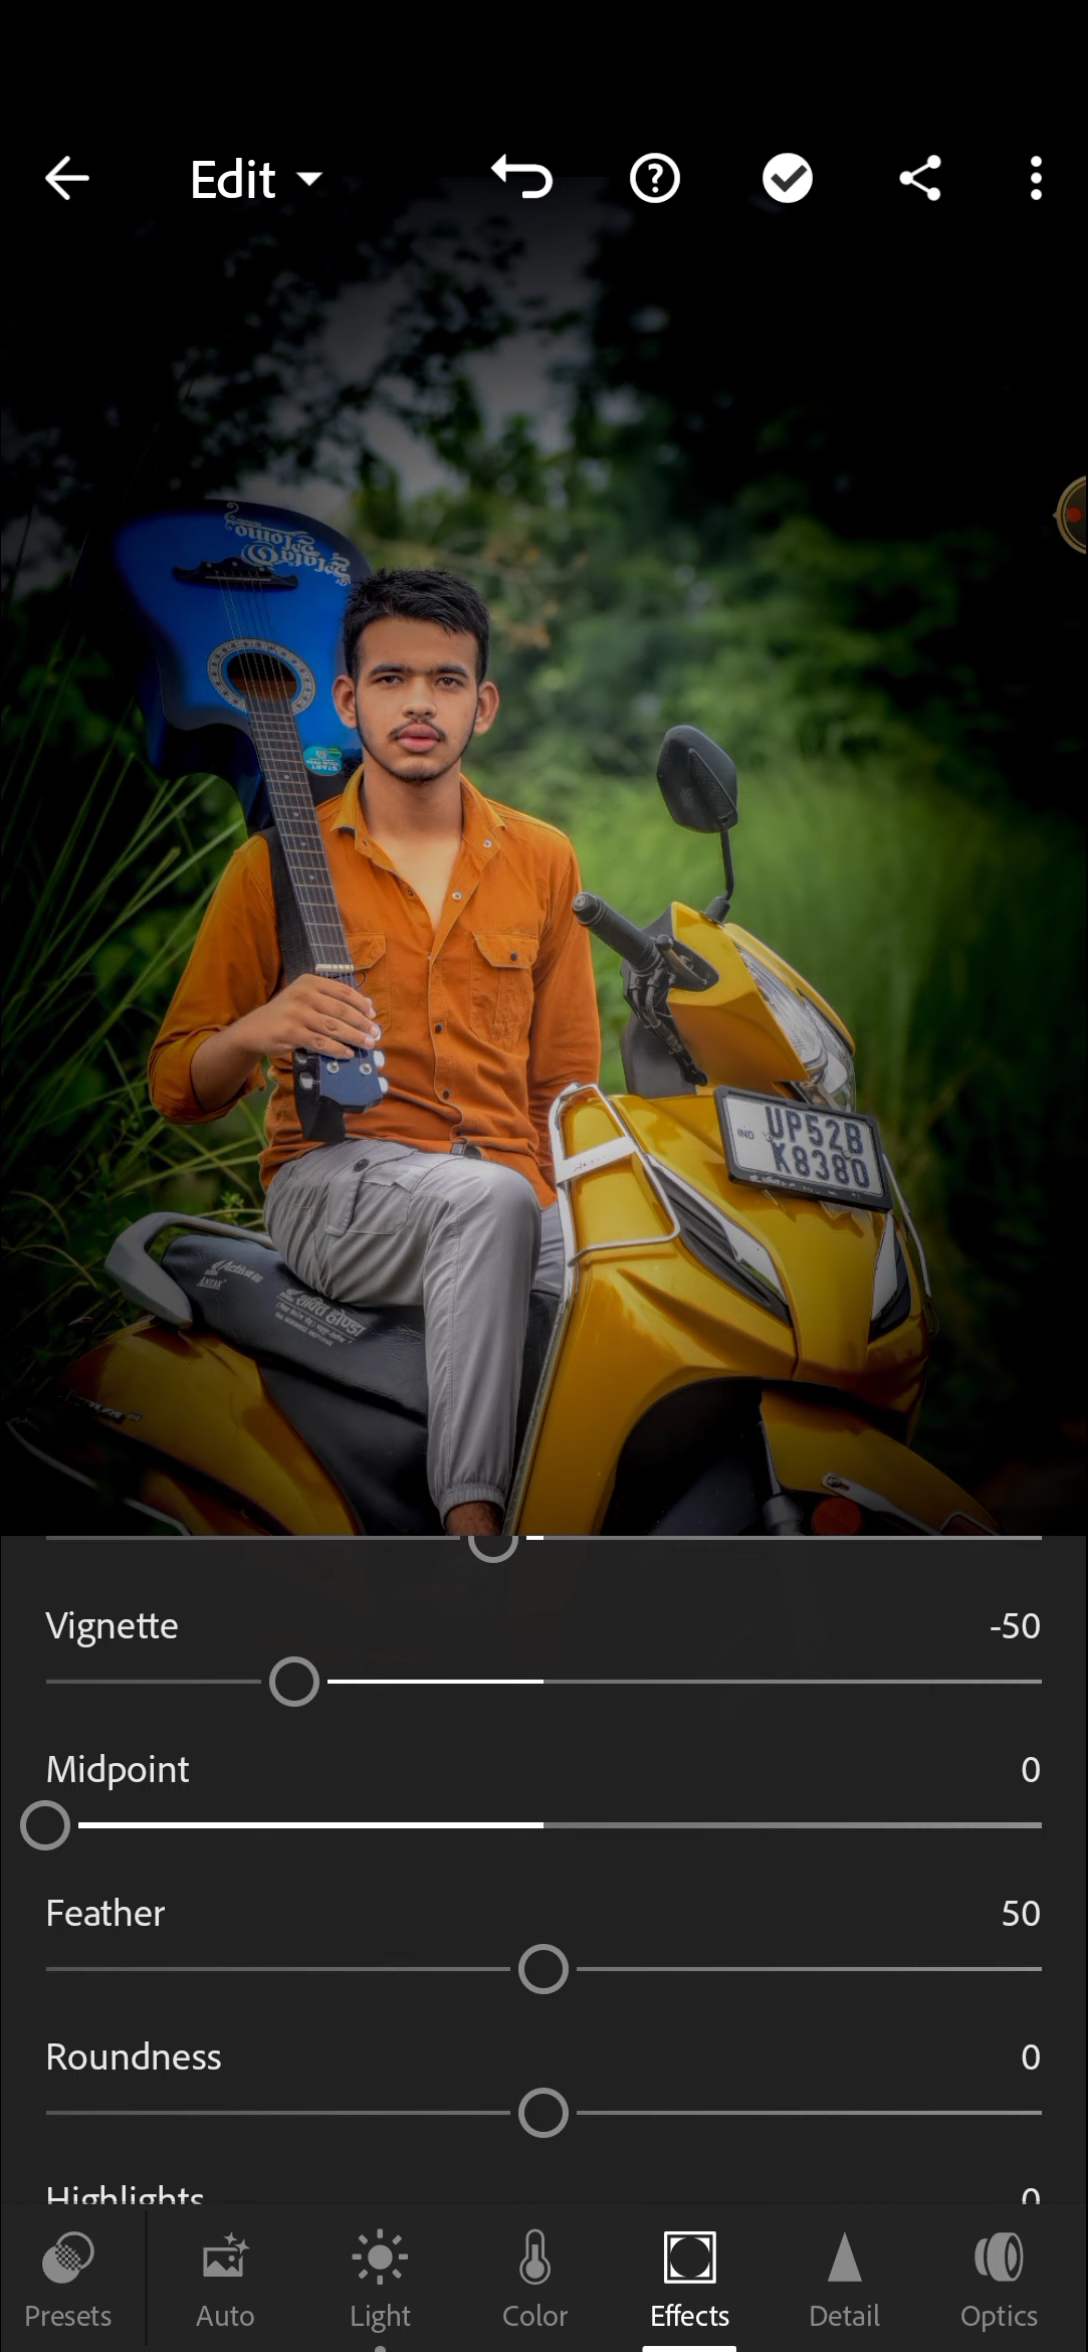 Edit
UP52B
IND
K8380
Activa
होण्डा
Vignette
-50
Midpoint
0
Feather
50
Roundness
0
Highlights
0
Presets
Auto
Light
Color
Effects
Detail
Optics